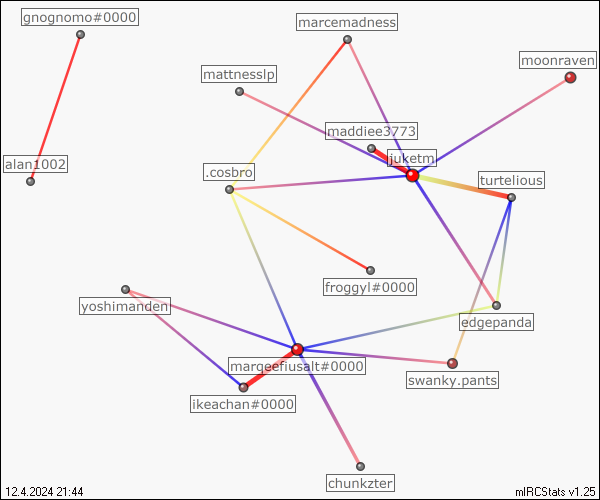 gnognomo#0000
marcemadness
moonraven
mattnesslp
maddiee3773
juketm
alan1002
.cosbro
turtelious
froggyl#0000
yoshimanden
edgepanda
marqeefiusalt#0000
swanky.pants
ikeachan#0000
chunkzter
12.4.2024 21:44
mIRCStats v1.25